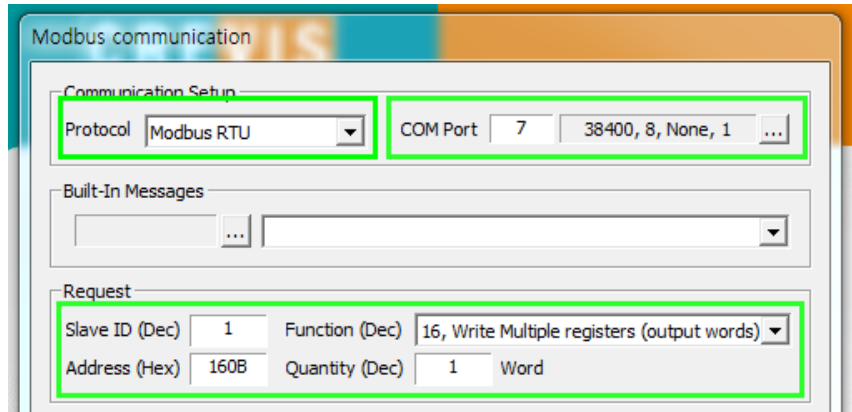 CREVIS
Modbus communication
Communication Setup
Protocol Modbus RTU COM Port 7 38400, 8, None, 1 ...
Built-In Messages
...
Request
Slave ID (Dec) 1 Function (Dec) 16, Write Multiple registers (output words)
Address (Hex) 160B Quantity (Dec) 1 Word